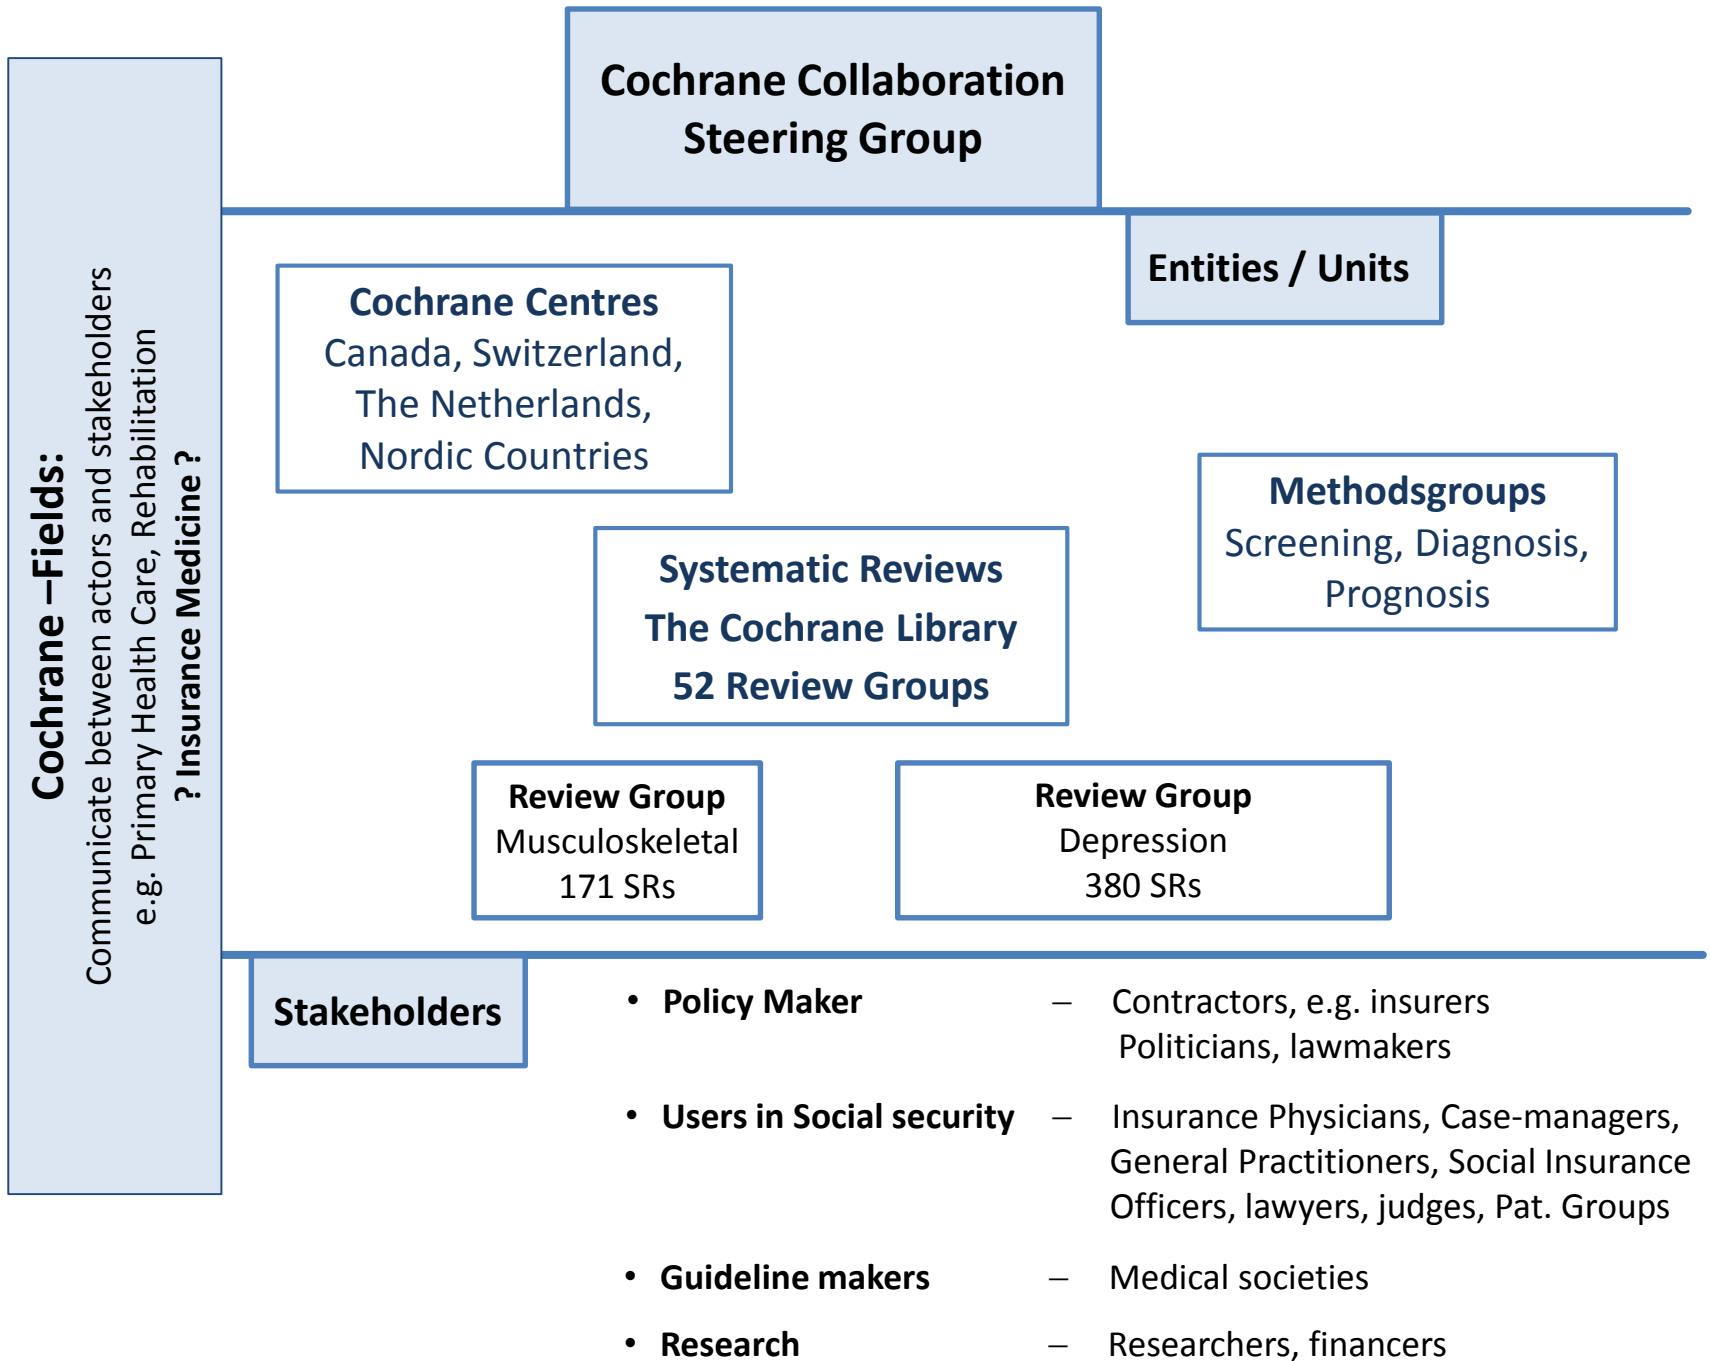 Cochrane Collaboration
Steering Group
Cochrane –Fields:
Communicate between actors and stakeholders
e.g. Primary Health Care, Rehabilitation
? Insurance Medicine ?
Entities / Units
Cochrane Centres
Canada, Switzerland,
The Netherlands,
Nordic Countries
Methodsgroups
Screening, Diagnosis,
Prognosis
Systematic Reviews
The Cochrane Library
52 Review Groups
Review Group
Musculoskeletal
171 SRs
Review Group
Depression
380 SRs
Stakeholders
• Policy Maker – Contractors, e.g. insurers
Politicians, lawmakers
• Users in Social security – Insurance Physicians, Case-managers,
General Practitioners, Social Insurance
Officers, lawyers, judges, Pat. Groups
• Guideline makers – Medical societies
• Research – Researchers, financers